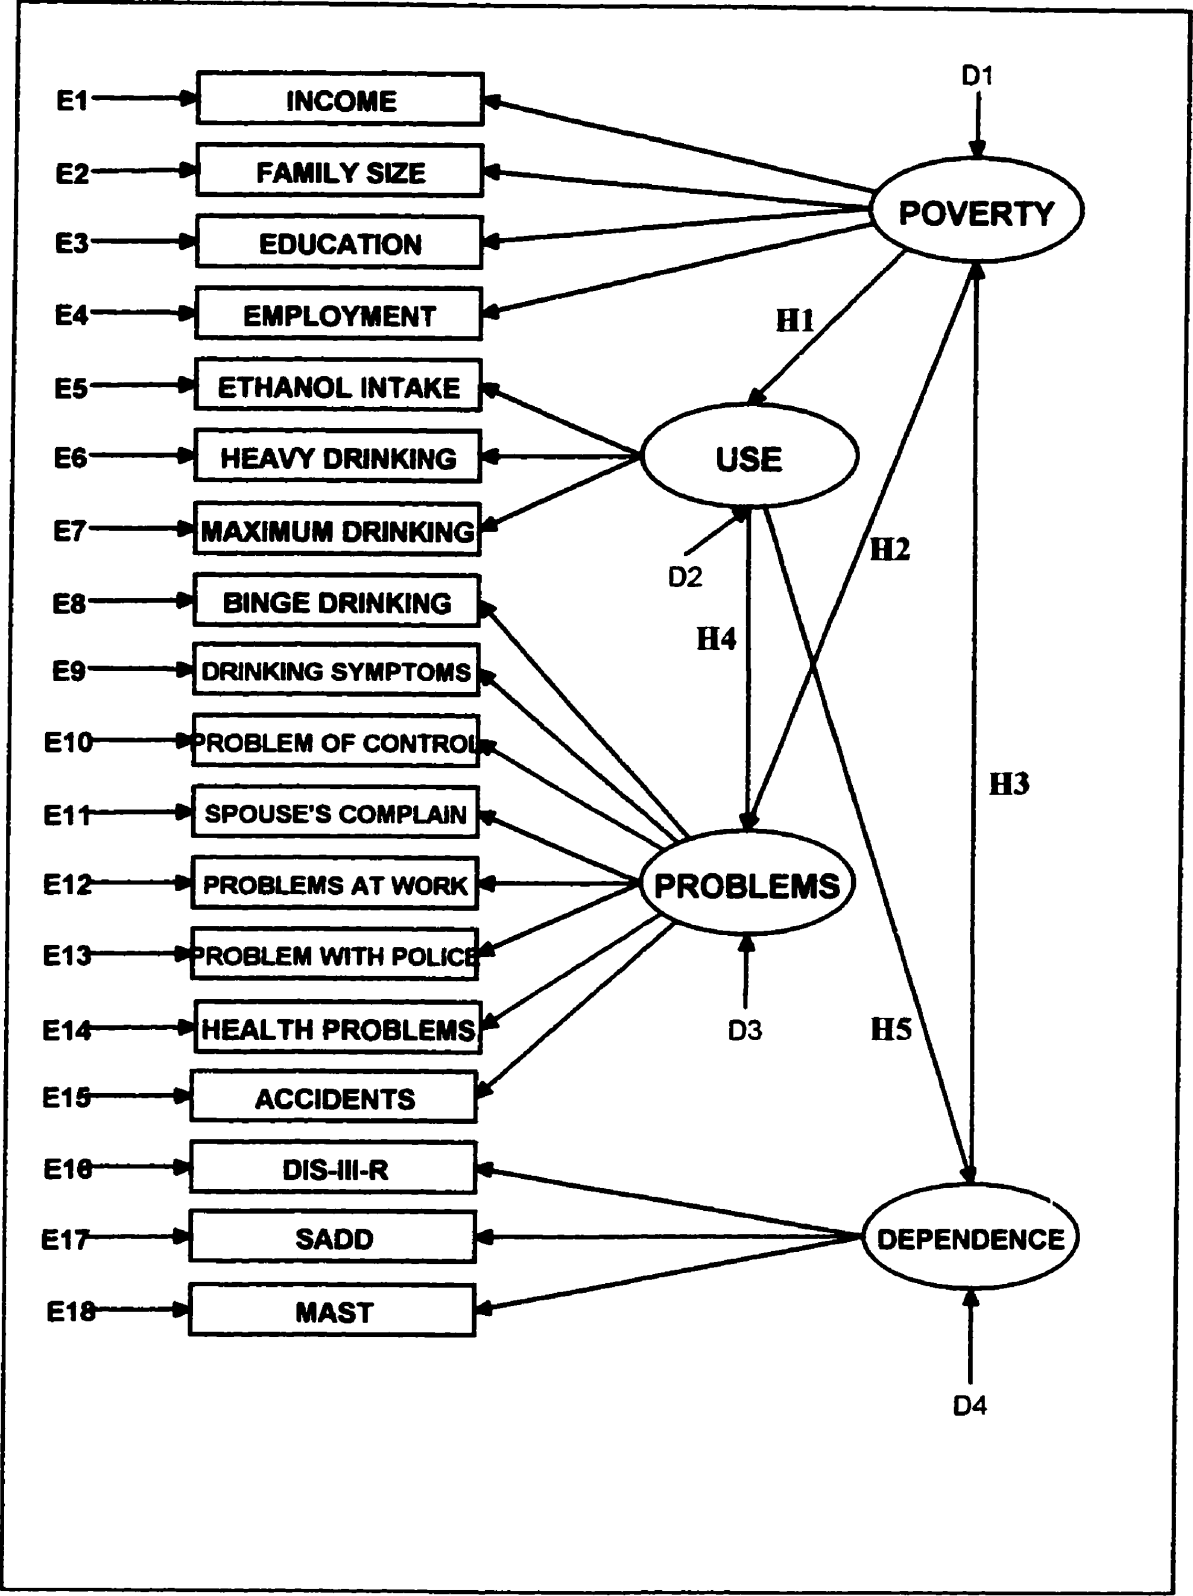 D1
E1 INCOME
E2 FAMILY SIZE
POVERTY
E3 EDUCATION
E4 EMPLOYMENT
H1
E5 ETHANOL INTAKE
E6 HEAVY DRINKING
USE
E7 MAXIMUM DRINKING
H2
D2
E8 BINGE DRINKING
H4
E9 DRINKING SYMPTOMS
E10 PROBLEM OF CONTROL
H3
E11 SPOUSE'S COMPLAIN
E12 PROBLEMS AT WORK
PROBLEMS
E13 PROBLEM WITH POLICE
E14 HEALTH PROBLEMS
D3
H5
E15 ACCIDENTS
E16 DIS-III-R
E17 SADD
DEPENDENCE
E18 MAST
D4